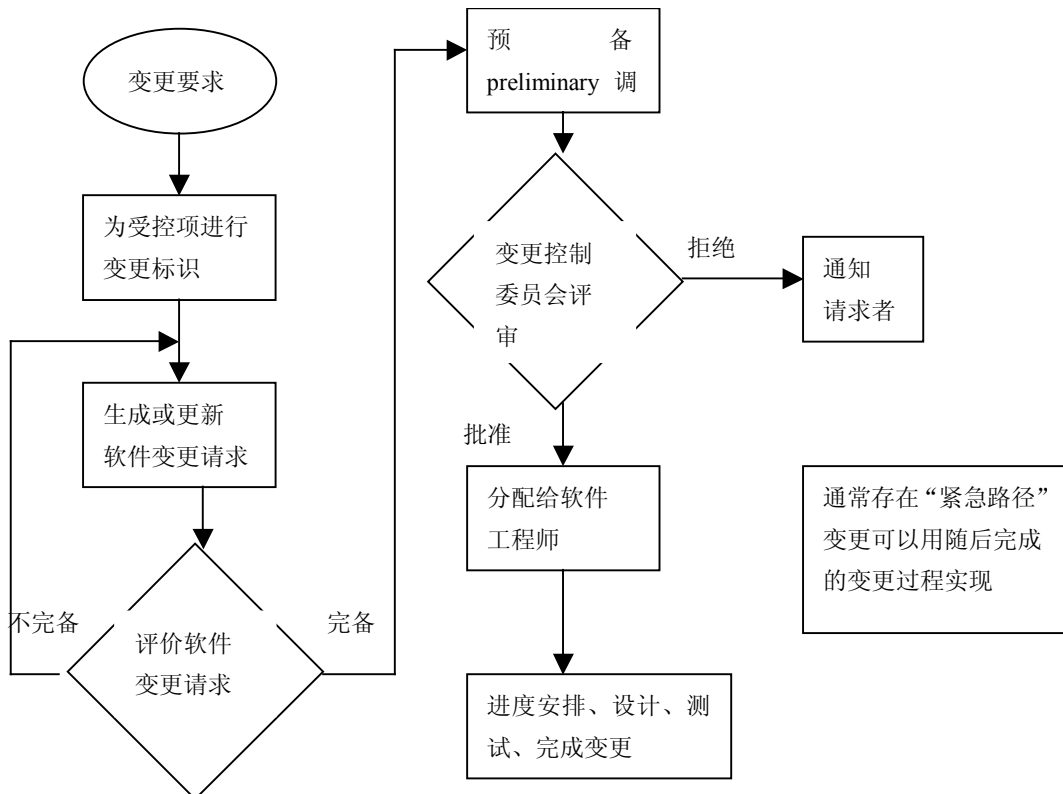 变更要求
为受控项进行
变更标识
生成或更新
软件变更请求
不完备
评价软件
变更请求
完备
预 备
preliminary 调
变更控制
委员会评
审
拒绝
通知
请求者
批准
分配给软件
工程师
进度安排、设计、测
试、完成变更
通常存在“紧急路径”
变更可以用随后完成
的变更过程实现